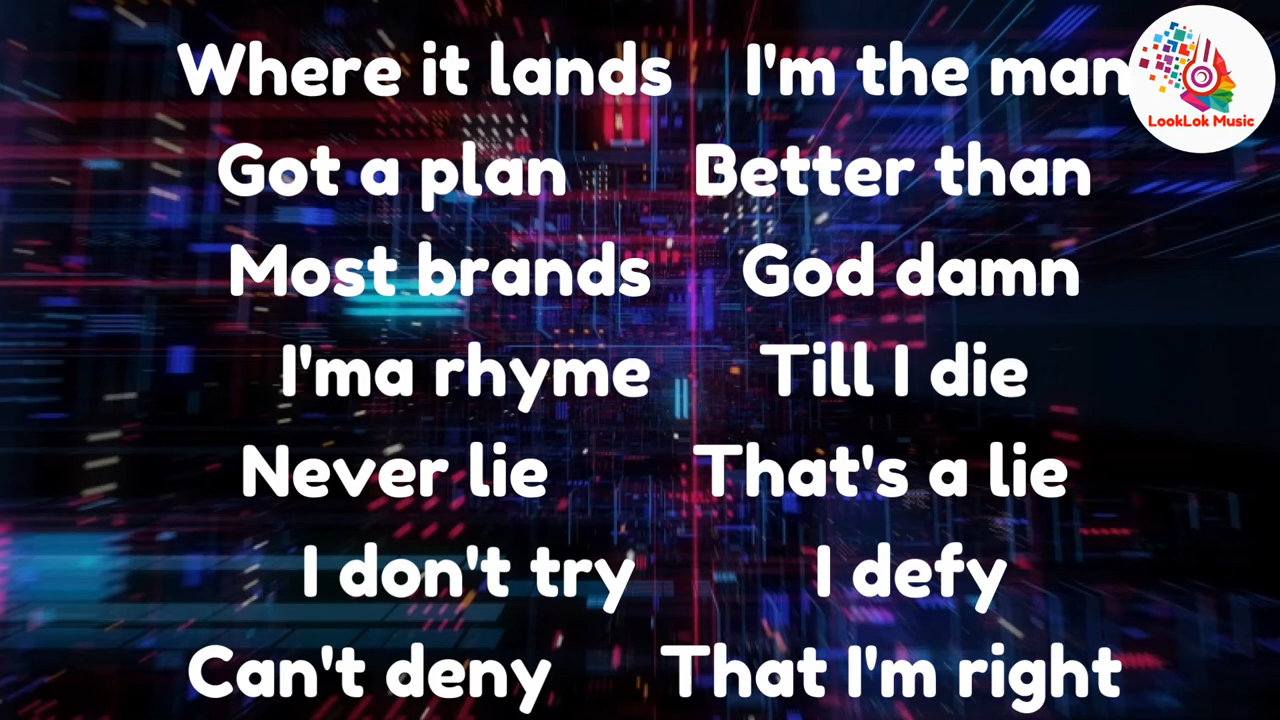 Where it lands I'm the man
Got a plan Better than
Most brands God damn
I'ma rhyme Till I die
Never lie That's a lie
I don't try I defy
Can't deny That I'm right
LookLok Music